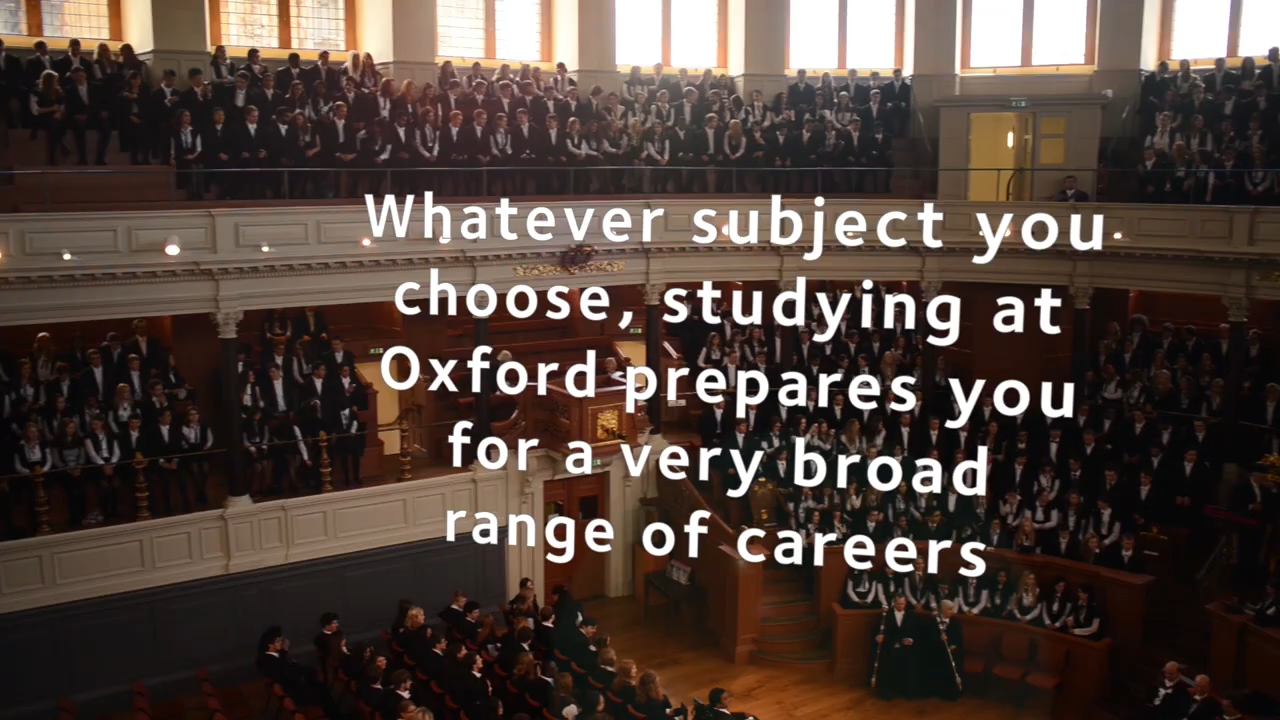 Whatever subject you
choose, studying at
Oxford prepares you
for a very broad
range of careers